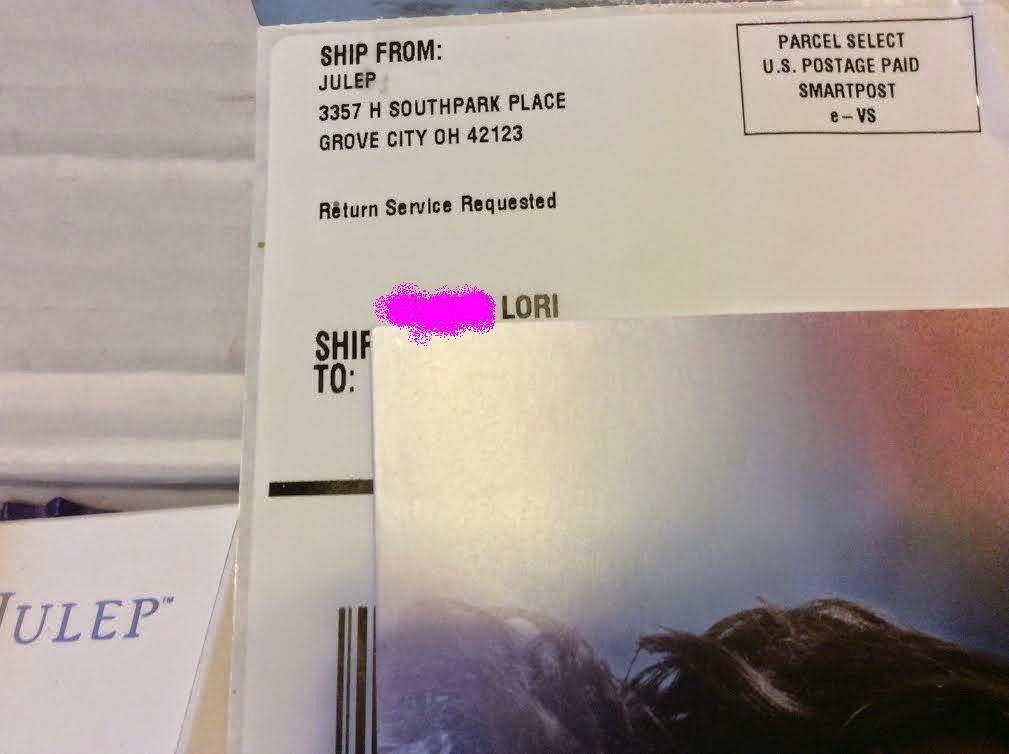 SHIP FROM:
JULEP
3357 H SOUTHPARK PLACE
GROVE CITY OH 42123
Return Service Requested
PARCEL SELECT
U.S. POSTAGE PAID
SMARTPOST
e-VS
LORI
SHIP
TO:
JULEP™